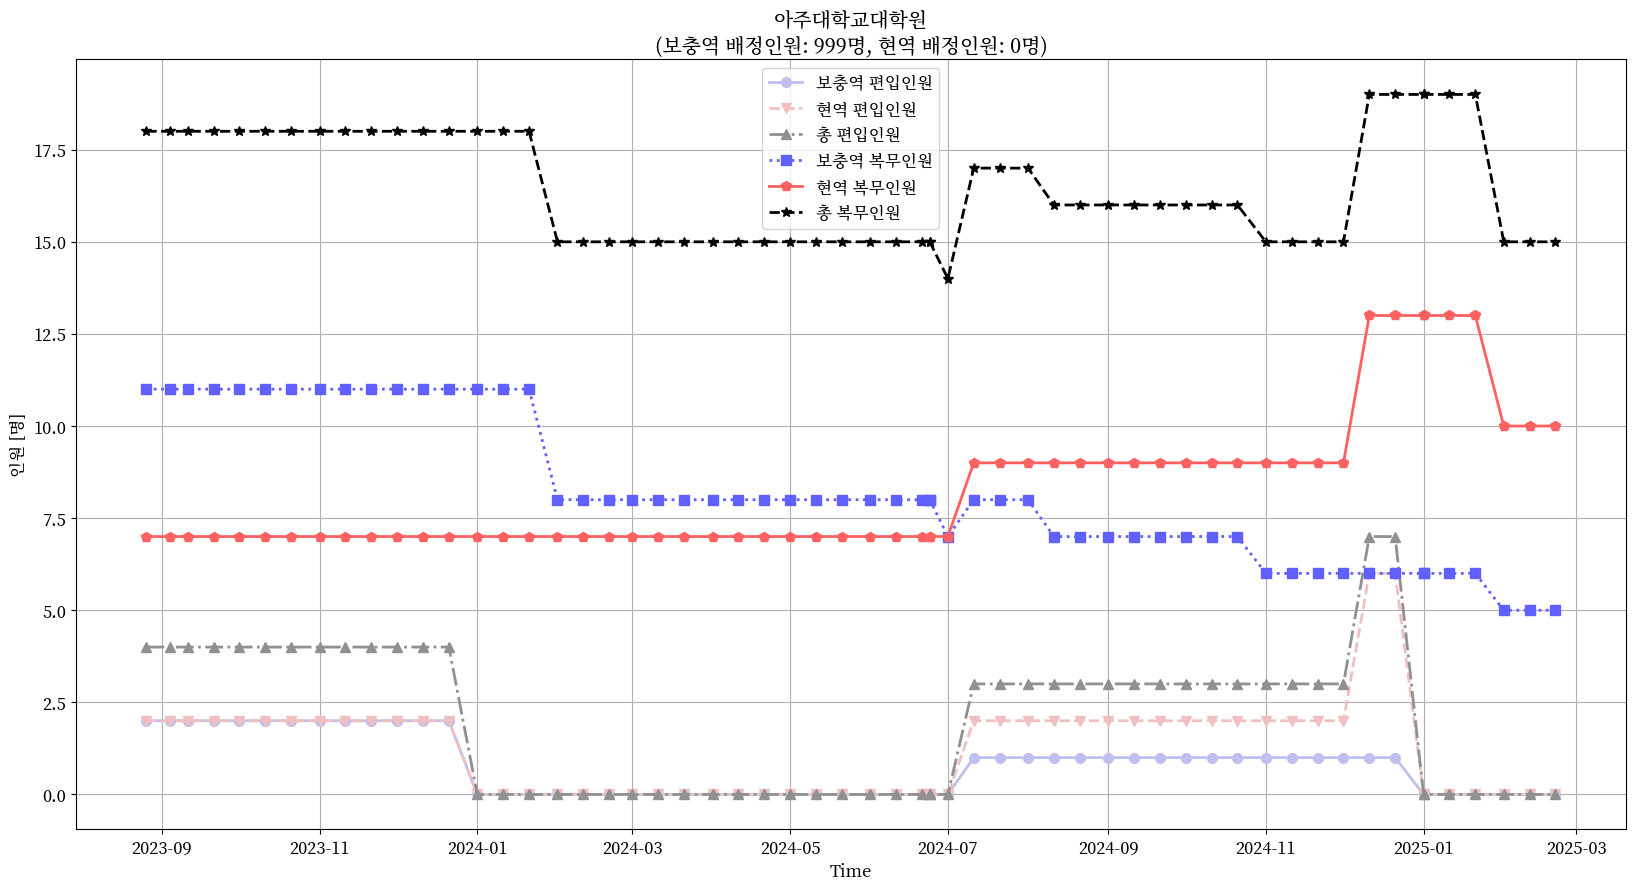 아주대학교대학원
(보충역 배정인원: 999명, 현역 배정인원: 0명)
보충역 편입인원
현역 편입인원
총 편입인원
보충역 복무인원
현역 복무인원
총 복무인원
인원 [명]
17.5
15.0
12.5
10.0
7.5
5.0
2.5
0.0
2023-09
2023-11
2024-01
2024-03
2024-05
2024-07
2024-09
2024-11
2025-01
2025-03
Time